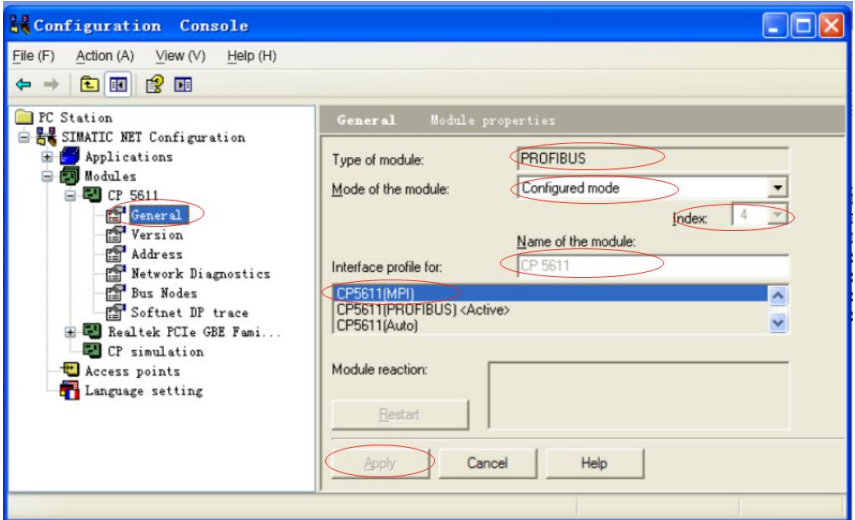 Configuration Console
File (F) Action (A) View (V) Help (H)
PC Station
SIMATIC NET Configuration
Applications
Modules
CP 5611
General
Version
Address
Network Diagnostics
Bus Nodes
Softnet DP trace
Realtek PCIe GBE Fami...
CP simulation
Access points
Language setting
General Module properties
Type of module: PROFIBUS
Mode of the module: Configured mode
Index: 4
Name of the module:
Interface profile for: CP 5611
CP5611(MPI)
CP5611(PROFIBUS) <Active>
CP5611(Auto)
Module reaction:
Restart
Apply Cancel Help